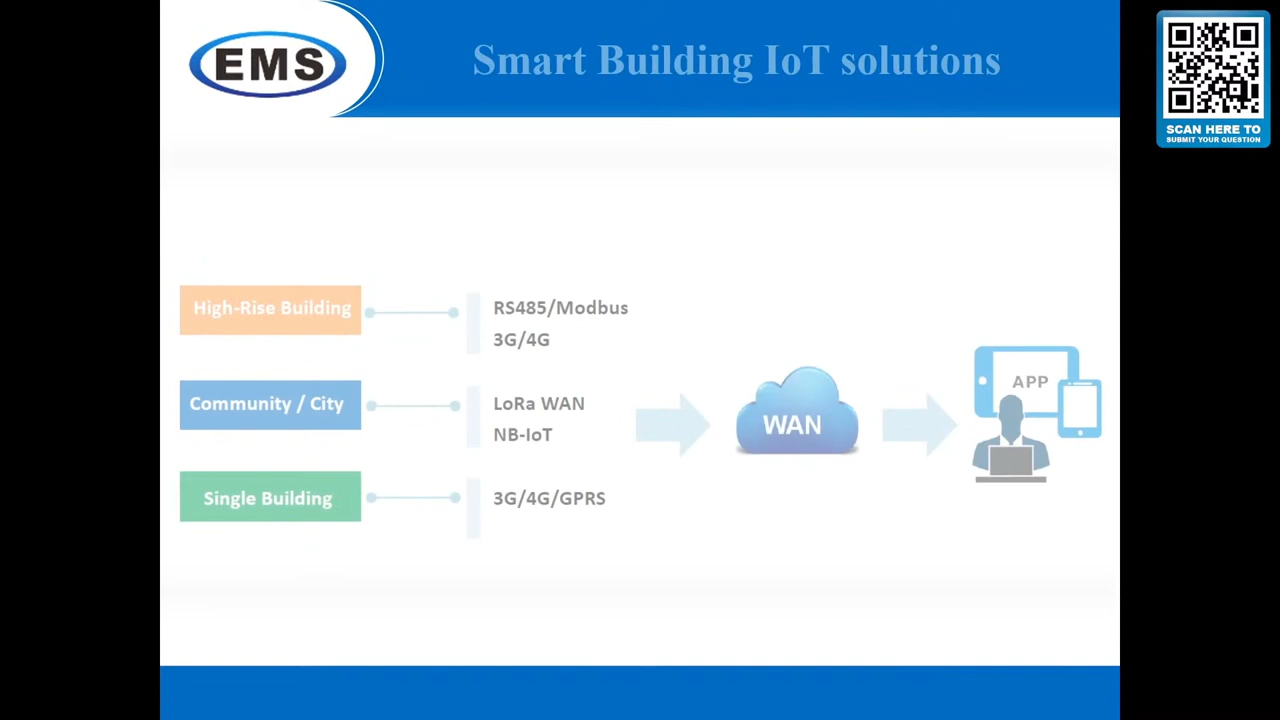 EMS
Smart Building IoT solutions
SCAN HERE TO
SUBMIT YOUR QUESTION
High-Rise Building
RS485/Modbus
3G/4G
Community / City
LoRa WAN
NB-IoT
Single Building
3G/4G/GPRS
WAN
APP